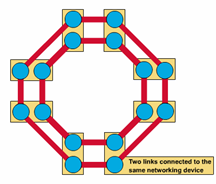 Two links connected to the
same networking device